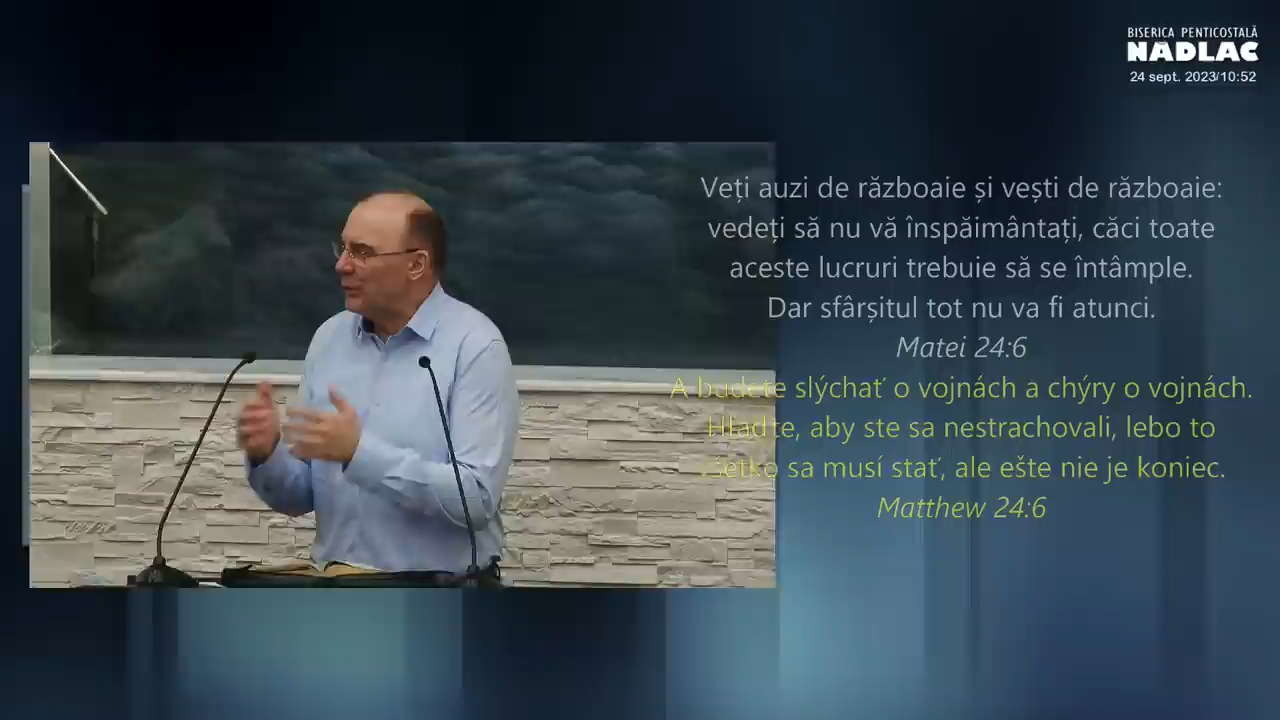 BISERICA PENTICOSTALĂ
NĂDLAC
24 sept. 2023/10:52
Veți auzi de războaie și vești de războaie:
vedeți să nu vă înspăimântați, căci toate
aceste lucruri trebuie să se întâmple.
Dar sfârșitul tot nu va fi atunci.
Matei 24:6
A budete slýchať o vojnách a chýry o vojnách.
Hľaďte, aby ste sa nestrachovali, lebo to
všetko sa musí stať, ale ešte nie je koniec.
Matthew 24:6